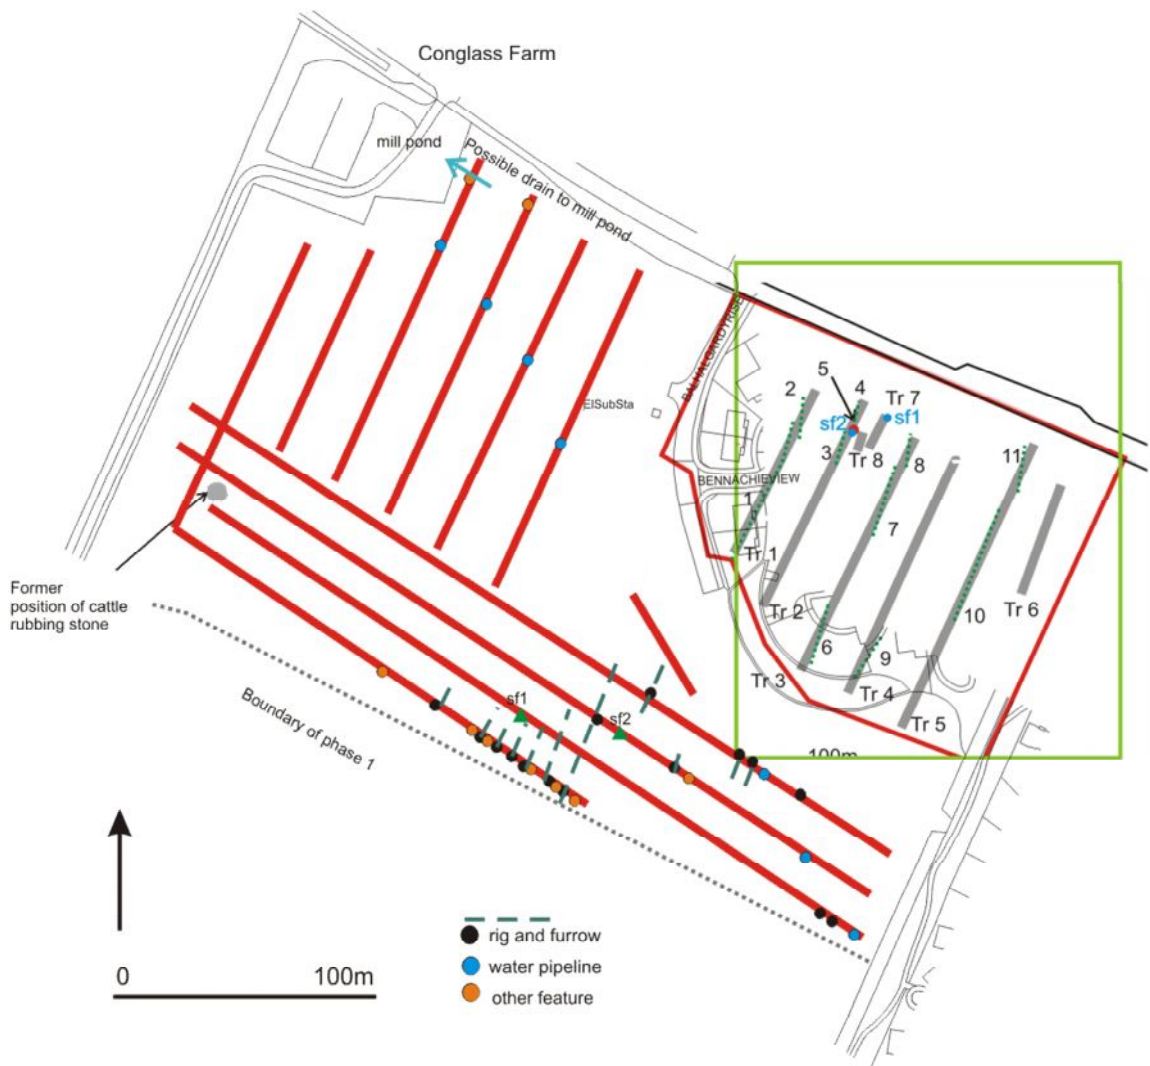 Conglass Farm
mill pond
Possible drain to mill pond
BALHALGARDYRISE
ElSubSta
BENNACHIEVIEW
5
4
2
Tr 7
sf2
sf1
3
Tr 8
8
11
1
7
Tr 1
Tr 2
10
Tr 6
6
9
Tr 3
Tr 4
Tr 5
100m
Former
position of cattle
rubbing stone
Boundary of phase 1
sf1
sf2
0
100m
rig and furrow
water pipeline
other feature